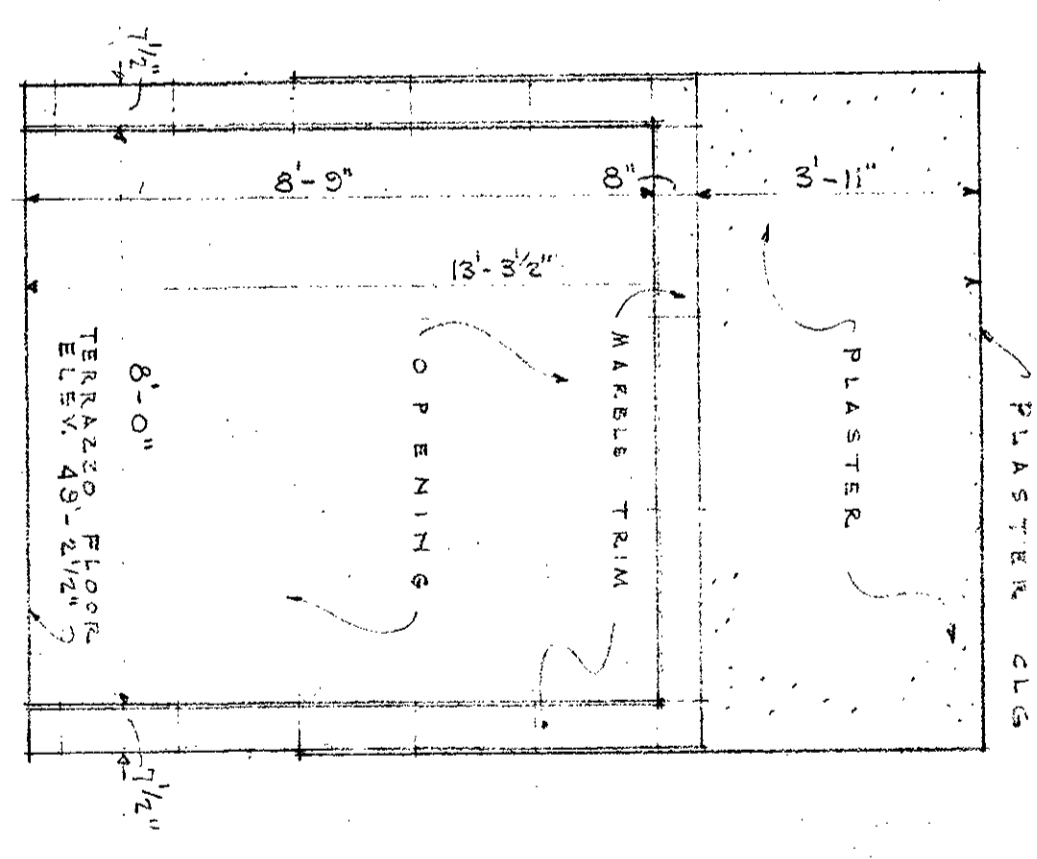 PLASTER CLG
PLASTER
3'-11"
8"
MARBLE TRIM
13'-3½"
8'-9"
OPENING
8'-0"
7½"
7½"
TERRAZZO FLOOR
ELEV. 49'-2½"